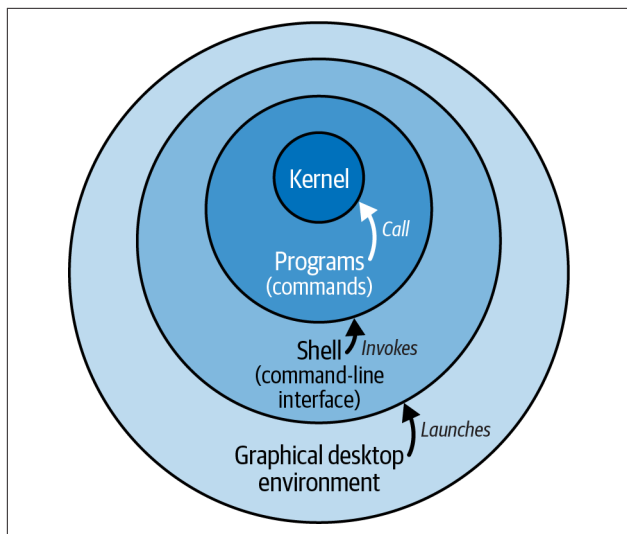 Kernel
Call
Programs
(commands)
Invokes
Shell
(command-line
interface)
Launches
Graphical desktop
environment